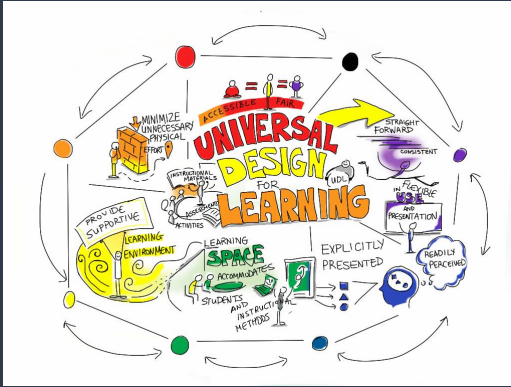 ACCESSIBLE FAIR
UNIVERSAL
DESIGN
FOR
LEARNING
UDL
STRAIGHT
FORWARD
CONSISTENT
IN FLEXIBLE
USE
AND
PRESENTATION
READILY
PERCEIVED
EXPLICITLY
PRESENTED
LEARNING
SPACE
ACCOMMODATES
STUDENTS
AND
INSTRUCTIONAL
METHODS
PROVIDE
SUPPORTIVE
LEARNING
ENVIRONMENT
MINIMIZE
UNNECESSARY
PHYSICAL
EFFORT
INSTRUCTIONAL
MATERIALS
ACTIVITIES